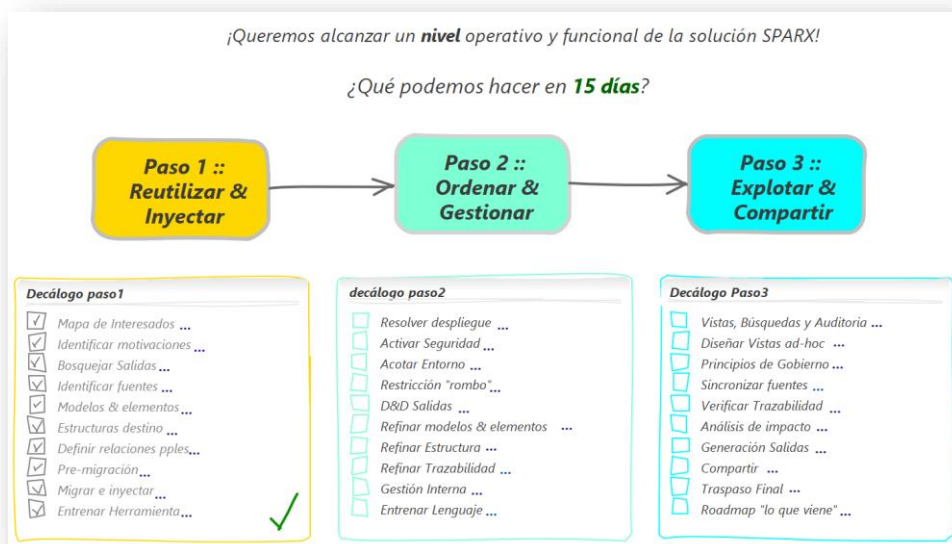 ¡Queremos alcanzar un nivel operativo y funcional de la solución SPARX!
¿Qué podemos hacer en 15 días?
Paso 1 ::
Reutilizar &
Inyectar
Paso 2 ::
Ordenar &
Gestionar
Paso 3 ::
Explotar &
Compartir
Decálogo paso1
Mapa de Interesados ...
Identificar motivaciones ...
Bosquejar Salidas ...
Identificar fuentes ...
Modelos & elementos ...
Estructuras destino ...
Definir relaciones pples...
Pre-migración ...
Migrar e inyectar...
Entrenar Herramienta...
decálogo paso2
Resolver despliegue ...
Activar Seguridad ...
Acotar Entorno ...
Restricción "rombo"...
D&D Salidas ...
Refinar modelos & elementos ...
Refinar Estructura ...
Refinar Trazabilidad ...
Gestión Interna ...
Entrenar Lenguaje ...
Decálogo Paso3
Vistas, Búsquedas y Auditoria ...
Diseñar Vistas ad-hoc ...
Principios de Gobierno ...
Sincronizar fuentes ...
Verificar Trazabilidad ...
Análisis de impacto ...
Generación Salidas ...
Compartir ...
Traspaso Final ...
Roadmap "lo que viene" ...